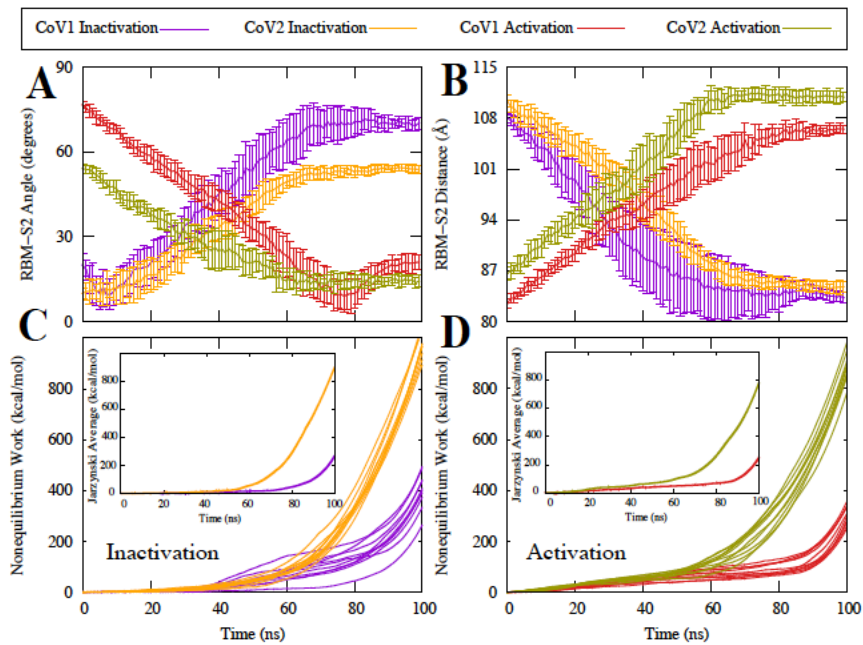 CoV1 Inactivation CoV2 Inactivation CoV1 Activation CoV2 Activation
A
90
60
30
0
RBM−S2 Angle (degrees)
B
115
108
101
94
87
80
RBM−S2 Distance (Å)
C
800
600
400
200
0
0 20 40 60 80 100
Nonequilibrium Work (kcal/mol)
Time (ns)
Inactivation
800
600
400
200
0
0 20 40 60 80 100
Jarzynski Average (kcal/mol)
Time (ns)
D
800
600
400
200
0
0 20 40 60 80 100
Nonequilibrium Work (kcal/mol)
Time (ns)
Activation
800
600
400
200
0
0 20 40 60 80 100
Jarzynski Average (kcal/mol)
Time (ns)